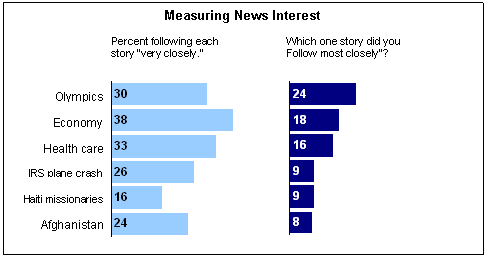 Measuring News Interest
Percent following each
story "very closely."
Which one story did you
Follow most closely"?
Olympics 30 24
Economy 38 18
Health care 33 16
IRS plane crash 26 9
Haiti missionaries 16 9
Afghanistan 24 8